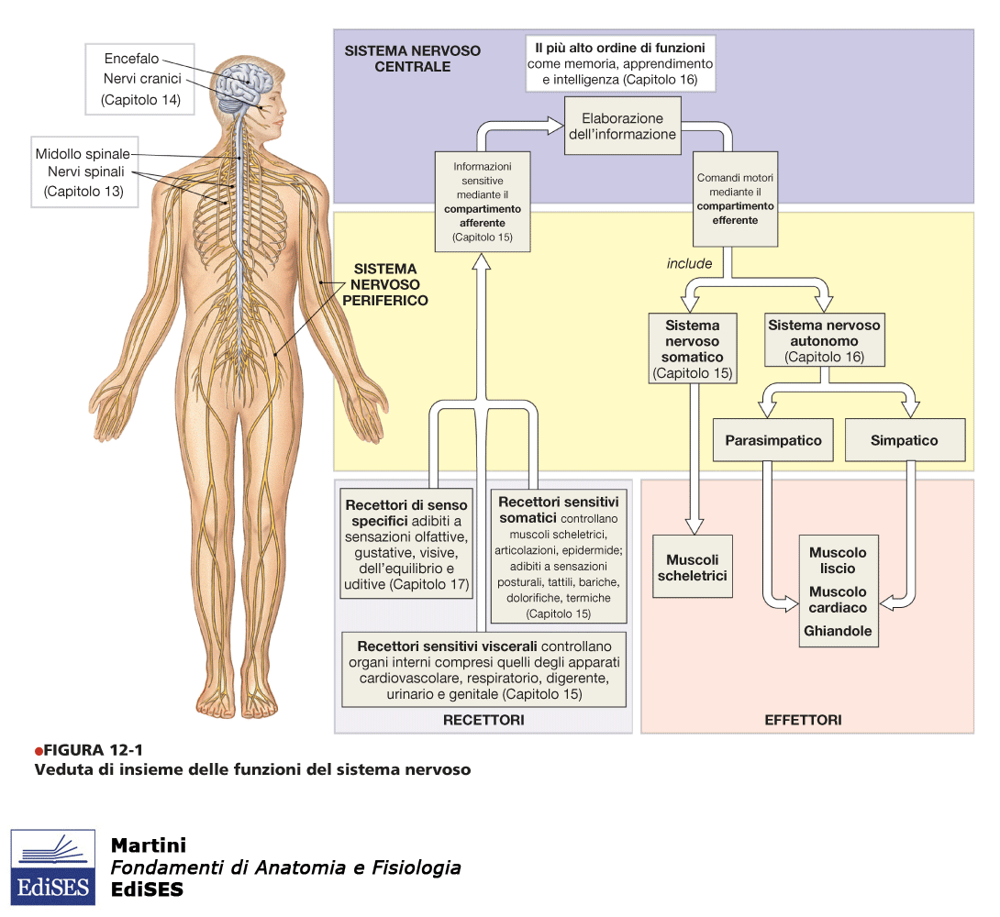 Encefalo
Nervi cranici
(Capitolo 14)
Midollo spinale
Nervi spinali
(Capitolo 13)
SISTEMA NERVOSO
CENTRALE
Il più alto ordine di funzioni
come memoria, apprendimento
e intelligenza (Capitolo 16)
Elaborazione
dell'informazione
Informazioni
sensitive
mediante il
compartimento
afferente
(Capitolo 15)
Comandi motori
mediante il
compartimento
efferente
SISTEMA
NERVOSO
PERIFERICO
include
Sistema
nervoso
somatico
(Capitolo 15)
Sistema nervoso
autonomo
(Capitolo 16)
Parasimpatico
Simpatico
Recettori di senso
specifici adibiti a
sensazioni olfattive,
gustative, visive,
dell'equilibrio e
uditive (Capitolo 17)
Recettori sensitivi
somatici controllano
muscoli scheletrici,
articolazioni, epidermide;
adibiti a sensazioni
posturali, tattili, bariche,
dolorifiche, termiche
(Capitolo 15)
Recettori sensitivi viscerali controllano
organi interni compresi quelli degli apparati
cardiovascolare, respiratorio, digerente,
urinario e genitale (Capitolo 15)
RECETTORI
Muscoli
scheletrici
Muscolo
liscio
Muscolo
cardiaco
Ghiandole
EFFETTORI
●FIGURA 12-1
Veduta di insieme delle funzioni del sistema nervoso
EdiSES
Martini
Fondamenti di Anatomia e Fisiologia
EdiSES